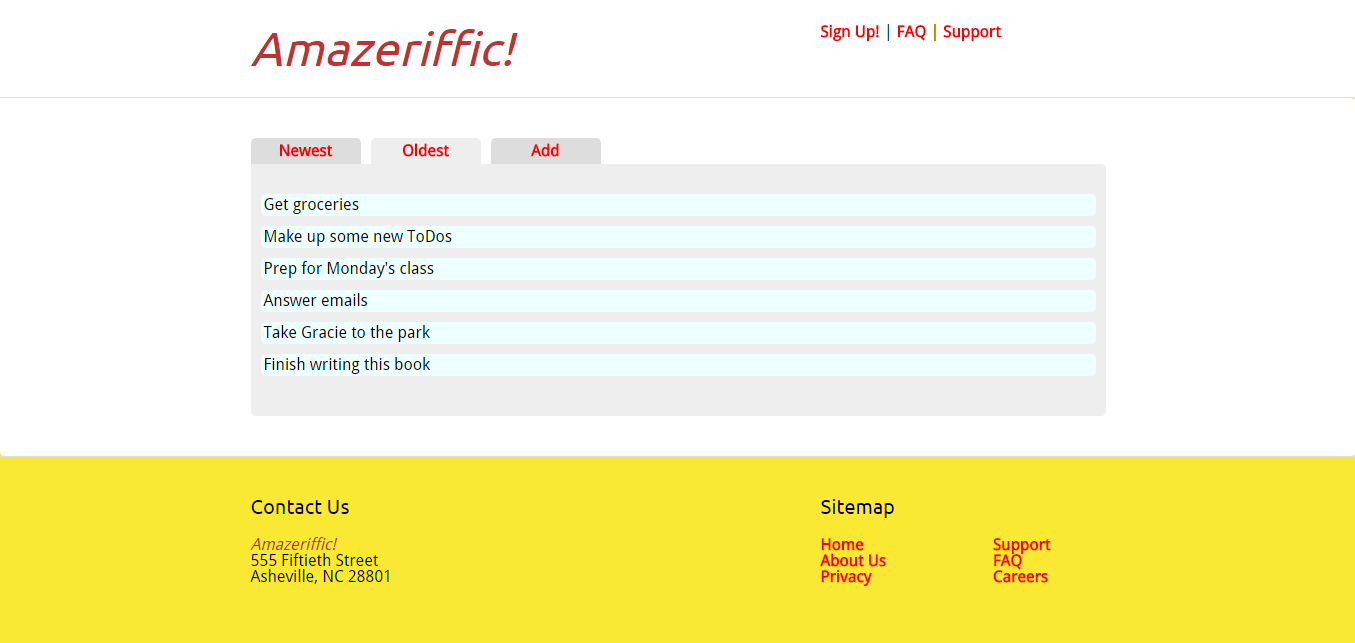 Amazeriffic!
Sign Up! | FAQ | Support
Newest Oldest Add
Get groceries
Make up some new ToDos
Prep for Monday's class
Answer emails
Take Gracie to the park
Finish writing this book
Contact Us
Amazeriffic!
555 Fiftieth Street
Asheville, NC 28801
Sitemap
Home Support
About Us FAQ
Privacy Careers